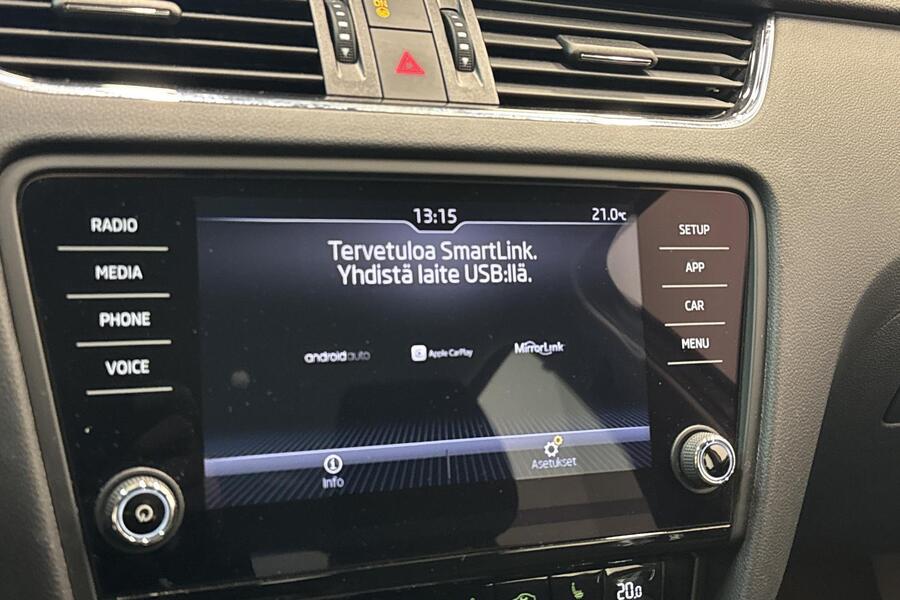 RADIO
MEDIA
PHONE
VOICE
13:15
21.0°C
Tervetuloa SmartLink.
Yhdistä laite USB:llä.
androidauto
Apple CarPlay
MirrorLink
Info
Asetukset
SETUP
APP
CAR
MENU
20.0